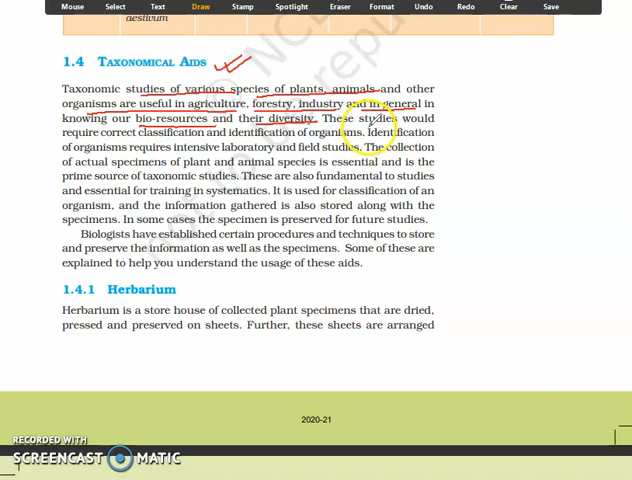 Mouse Select Text Draw Stamp Spotlight Eraser Format Undo Redo Clear Save
aestivum
1.4 TAXONOMICAL AIDS
Taxonomic studies of various species of plants, animals and other
organisms are useful in agriculture, forestry, industry and in general in
knowing our bio-resources and their diversity. These studies would
require correct classification and identification of organisms. Identification
of organisms requires intensive laboratory and field studies. The collection
of actual specimens of plant and animal species is essential and is the
prime source of taxonomic studies. These are also fundamental to studies
and essential for training in systematics. It is used for classification of an
organism, and the information gathered is also stored along with the
specimens. In some cases the specimen is preserved for future studies.
Biologists have established certain procedures and techniques to store
and preserve the information as well as the specimens. Some of these are
explained to help you understand the usage of these aids.
1.4.1 Herbarium
Herbarium is a store house of collected plant specimens that are dried,
pressed and preserved on sheets. Further, these sheets are arranged
2020-21
RECORDED WITH
SCREENCAST MATIC